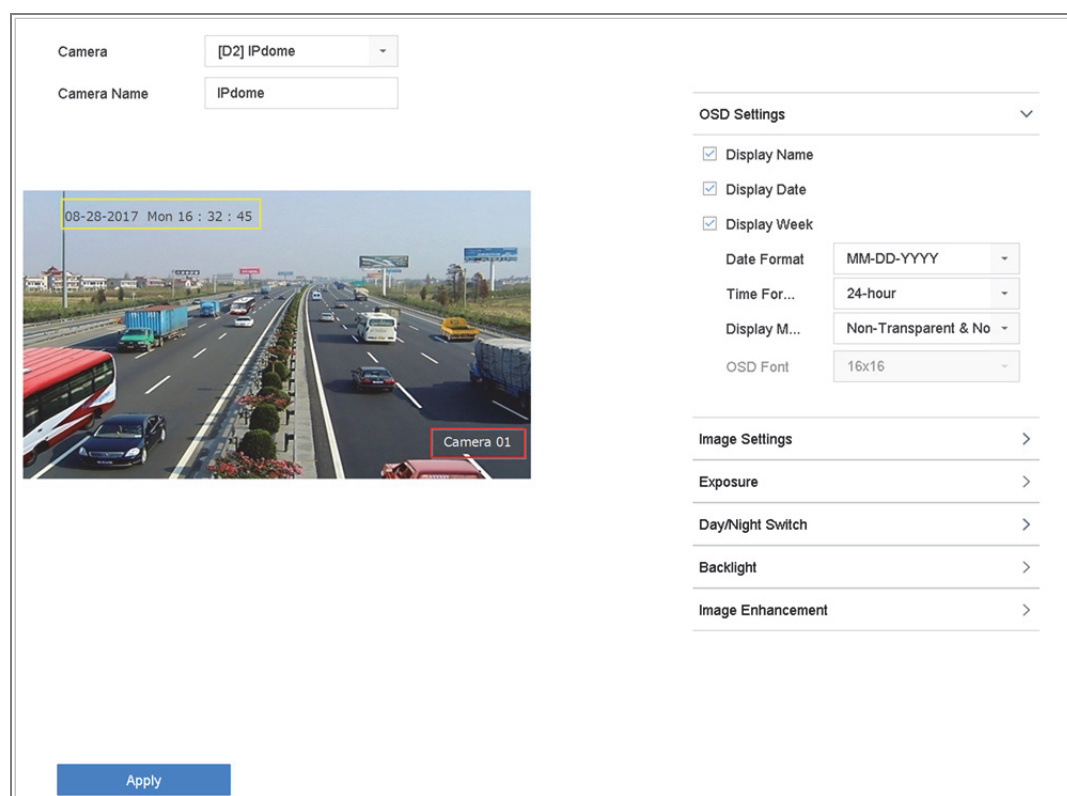 Camera
[D2] IPdome
Camera Name
IPdome
08-28-2017 Mon 16 : 32 : 45
Camera 01
OSD Settings
Display Name
Display Date
Display Week
Date Format
MM-DD-YYYY
Time For...
24-hour
Display M...
Non-Transparent & No
OSD Font
16x16
Image Settings
Exposure
Day/Night Switch
Backlight
Image Enhancement
Apply